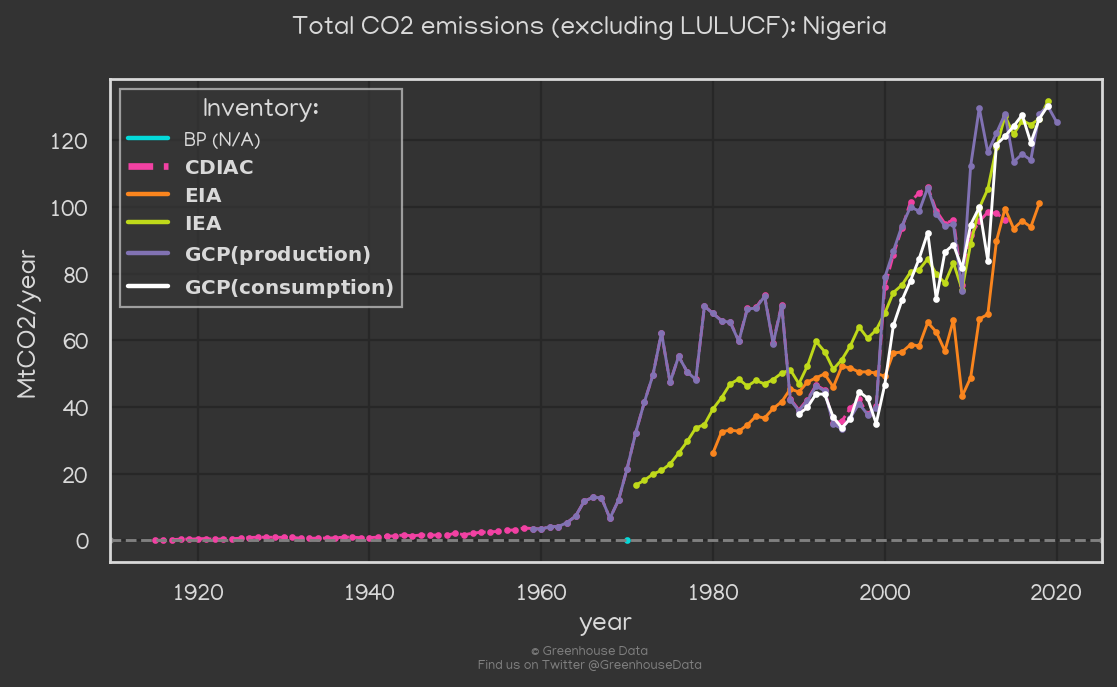 Total CO2 emissions (excluding LULUCF): Nigeria
Inventory:
BP (N/A)
CDIAC
EIA
IEA
GCP(production)
GCP(consumption)
MtCO2/year
120
100
80
60
40
20
0
1920
1940
1960
1980
2000
2020
year
© Greenhouse Data
Find us on Twitter @GreenhouseData